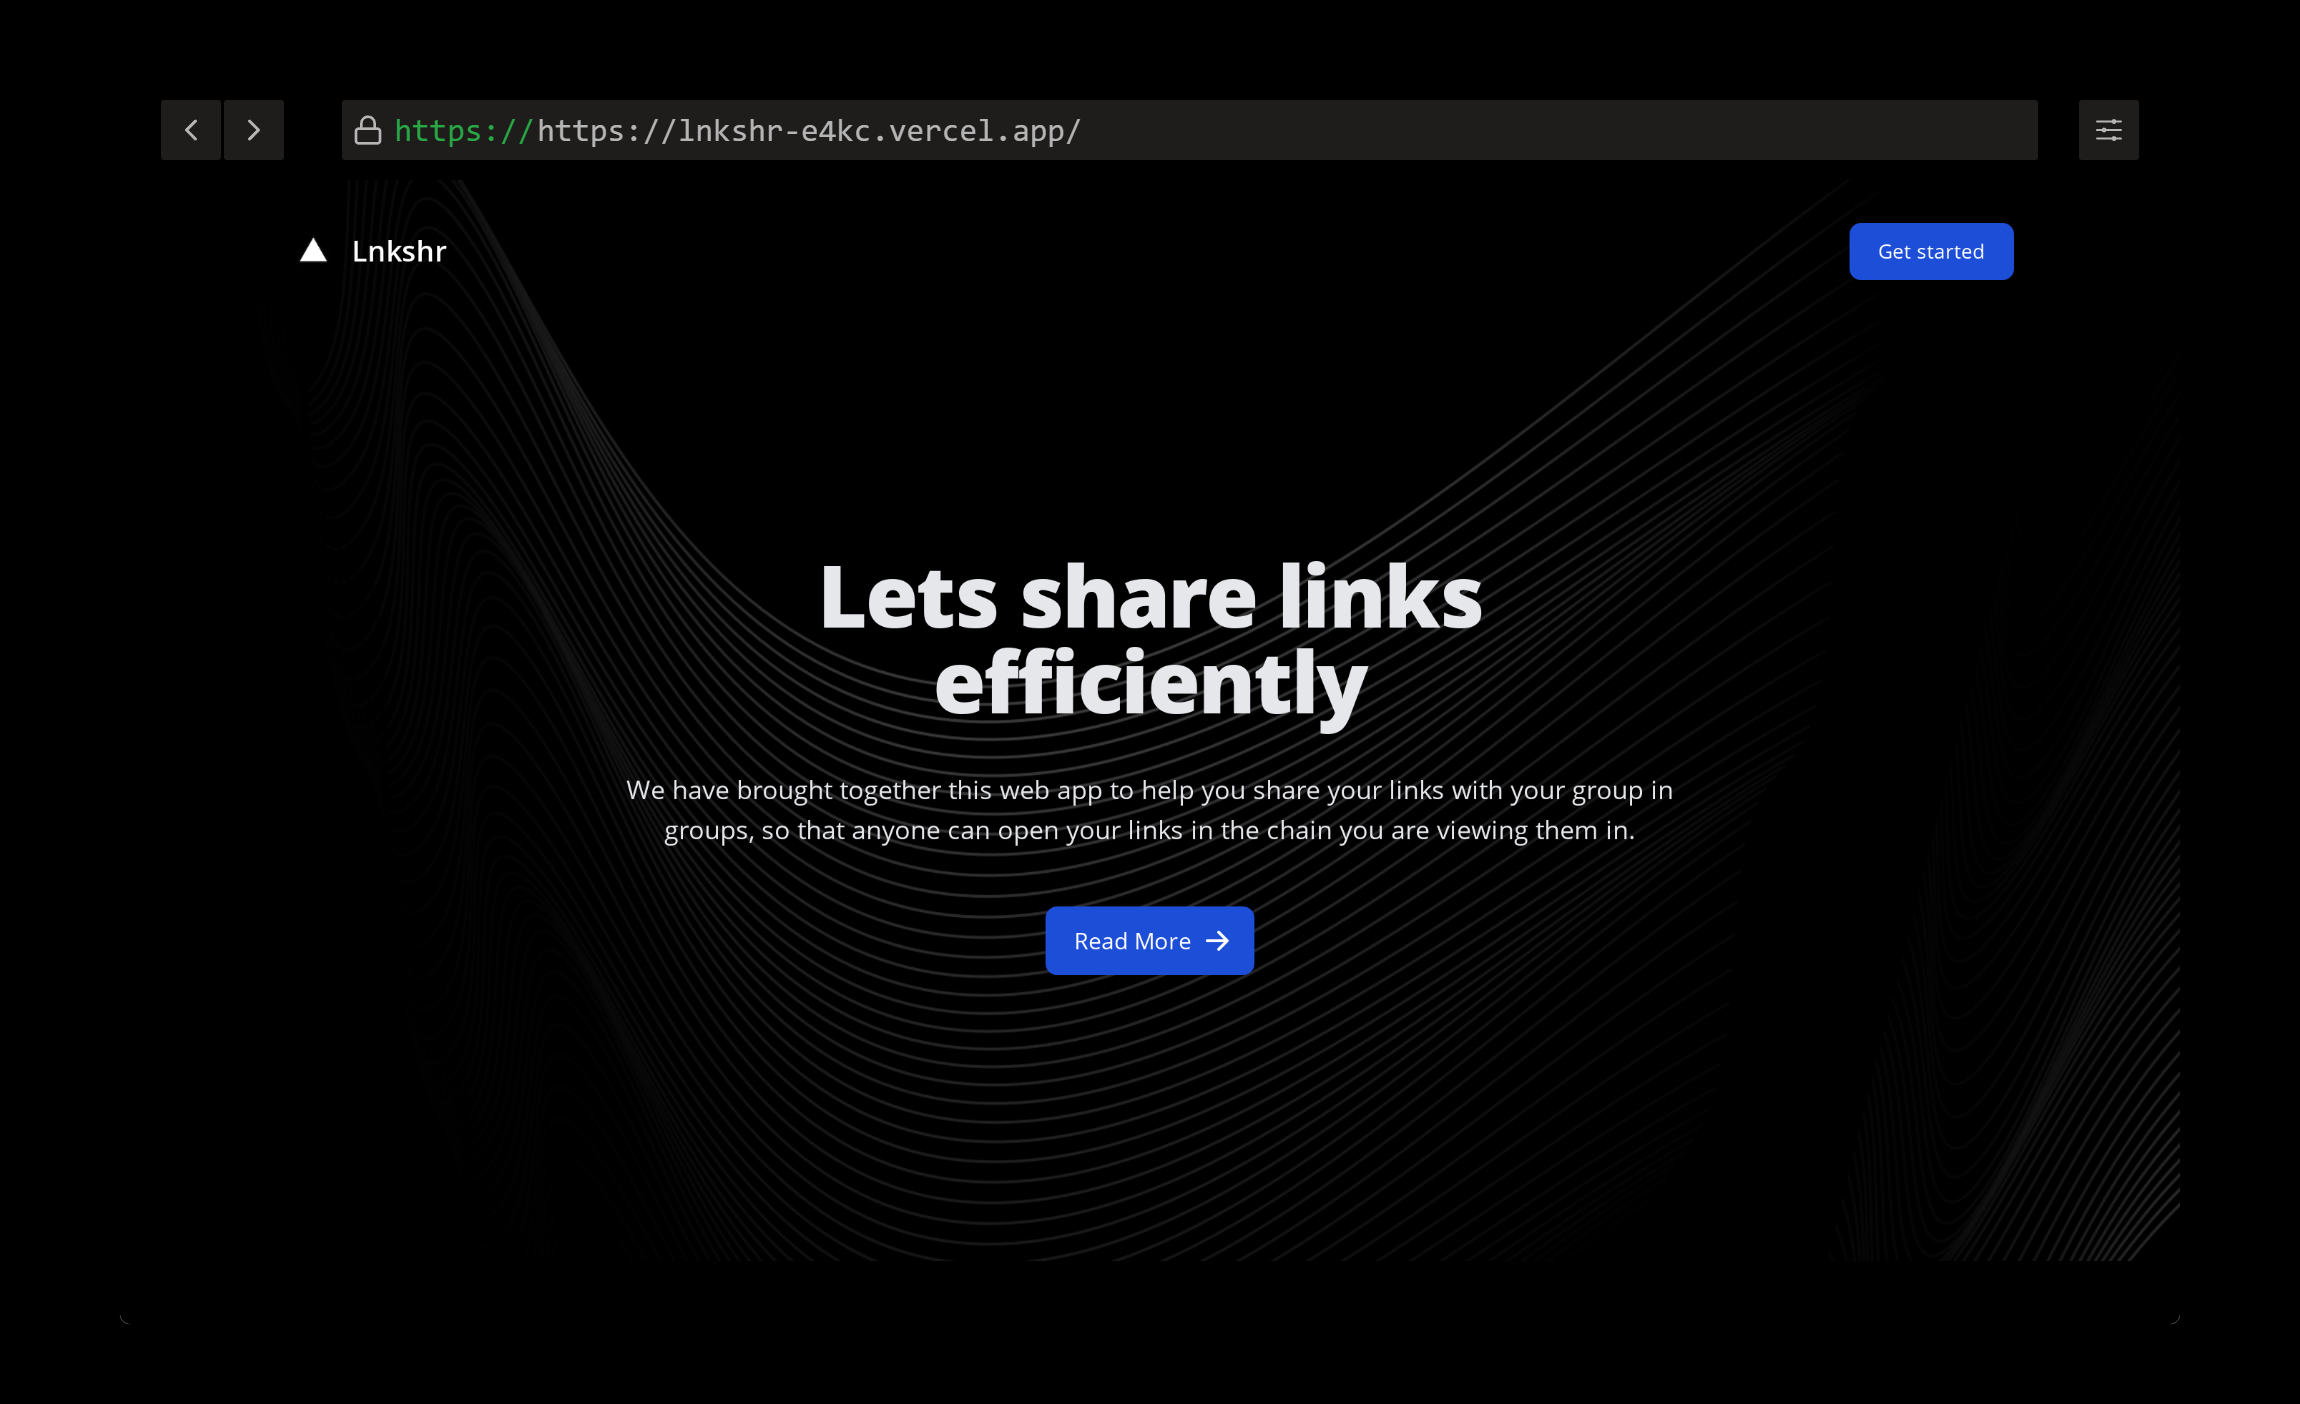 https://https://lnkshr-e4kc.vercel.app/
Lnkshr
Get started
Lets share links
efficiently
We have brought together this web app to help you share your links with your group in
groups, so that anyone can open your links in the chain you are viewing them in.
Read More